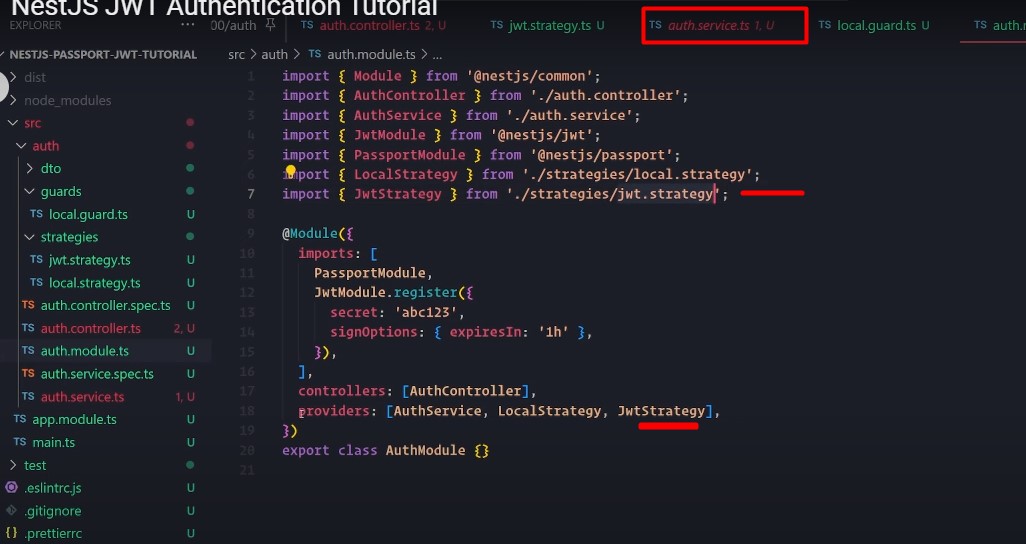 NestJS JWT Authentication Tutorial
EXPLORER
... 00/auth
TS auth.controller.ts 2, U
TS jwt.strategy.ts U
TS auth.service.ts 1, U
TS local.guard.ts U
TS auth.
NESTJS-PASSPORT-JWT-TUTORIAL
src > auth > TS auth.module.ts > ...
> dist
> node_modules
src
auth
> dto
guards
TS local.guard.ts U
strategies
TS jwt.strategy.ts U
TS local.strategy.ts U
TS auth.controller.spec.ts U
TS auth.controller.ts 2, U
TS auth.module.ts U
TS auth.service.spec.ts U
TS auth.service.ts 1, U
TS app.module.ts U
TS main.ts U
> test
.eslintrc.js U
.gitignore U
{} .prettierrc U
1 import { Module } from '@nestjs/common';
2 import { AuthController } from './auth.controller';
3 import { AuthService } from './auth.service';
4 import { JwtModule } from '@nestjs/jwt';
5 import { PassportModule } from '@nestjs/passport';
6 import { LocalStrategy } from './strategies/local.strategy';
7 import { JwtStrategy } from './strategies/jwt.strategy';
8
9 @Module({
10 imports: [
11 PassportModule,
12 JwtModule.register({
13 secret: 'abc123',
14 signOptions: { expiresIn: '1h' },
15 }),
16 ],
17 controllers: [AuthController],
18 providers: [AuthService, LocalStrategy, JwtStrategy],
19 })
20 export class AuthModule {}
21